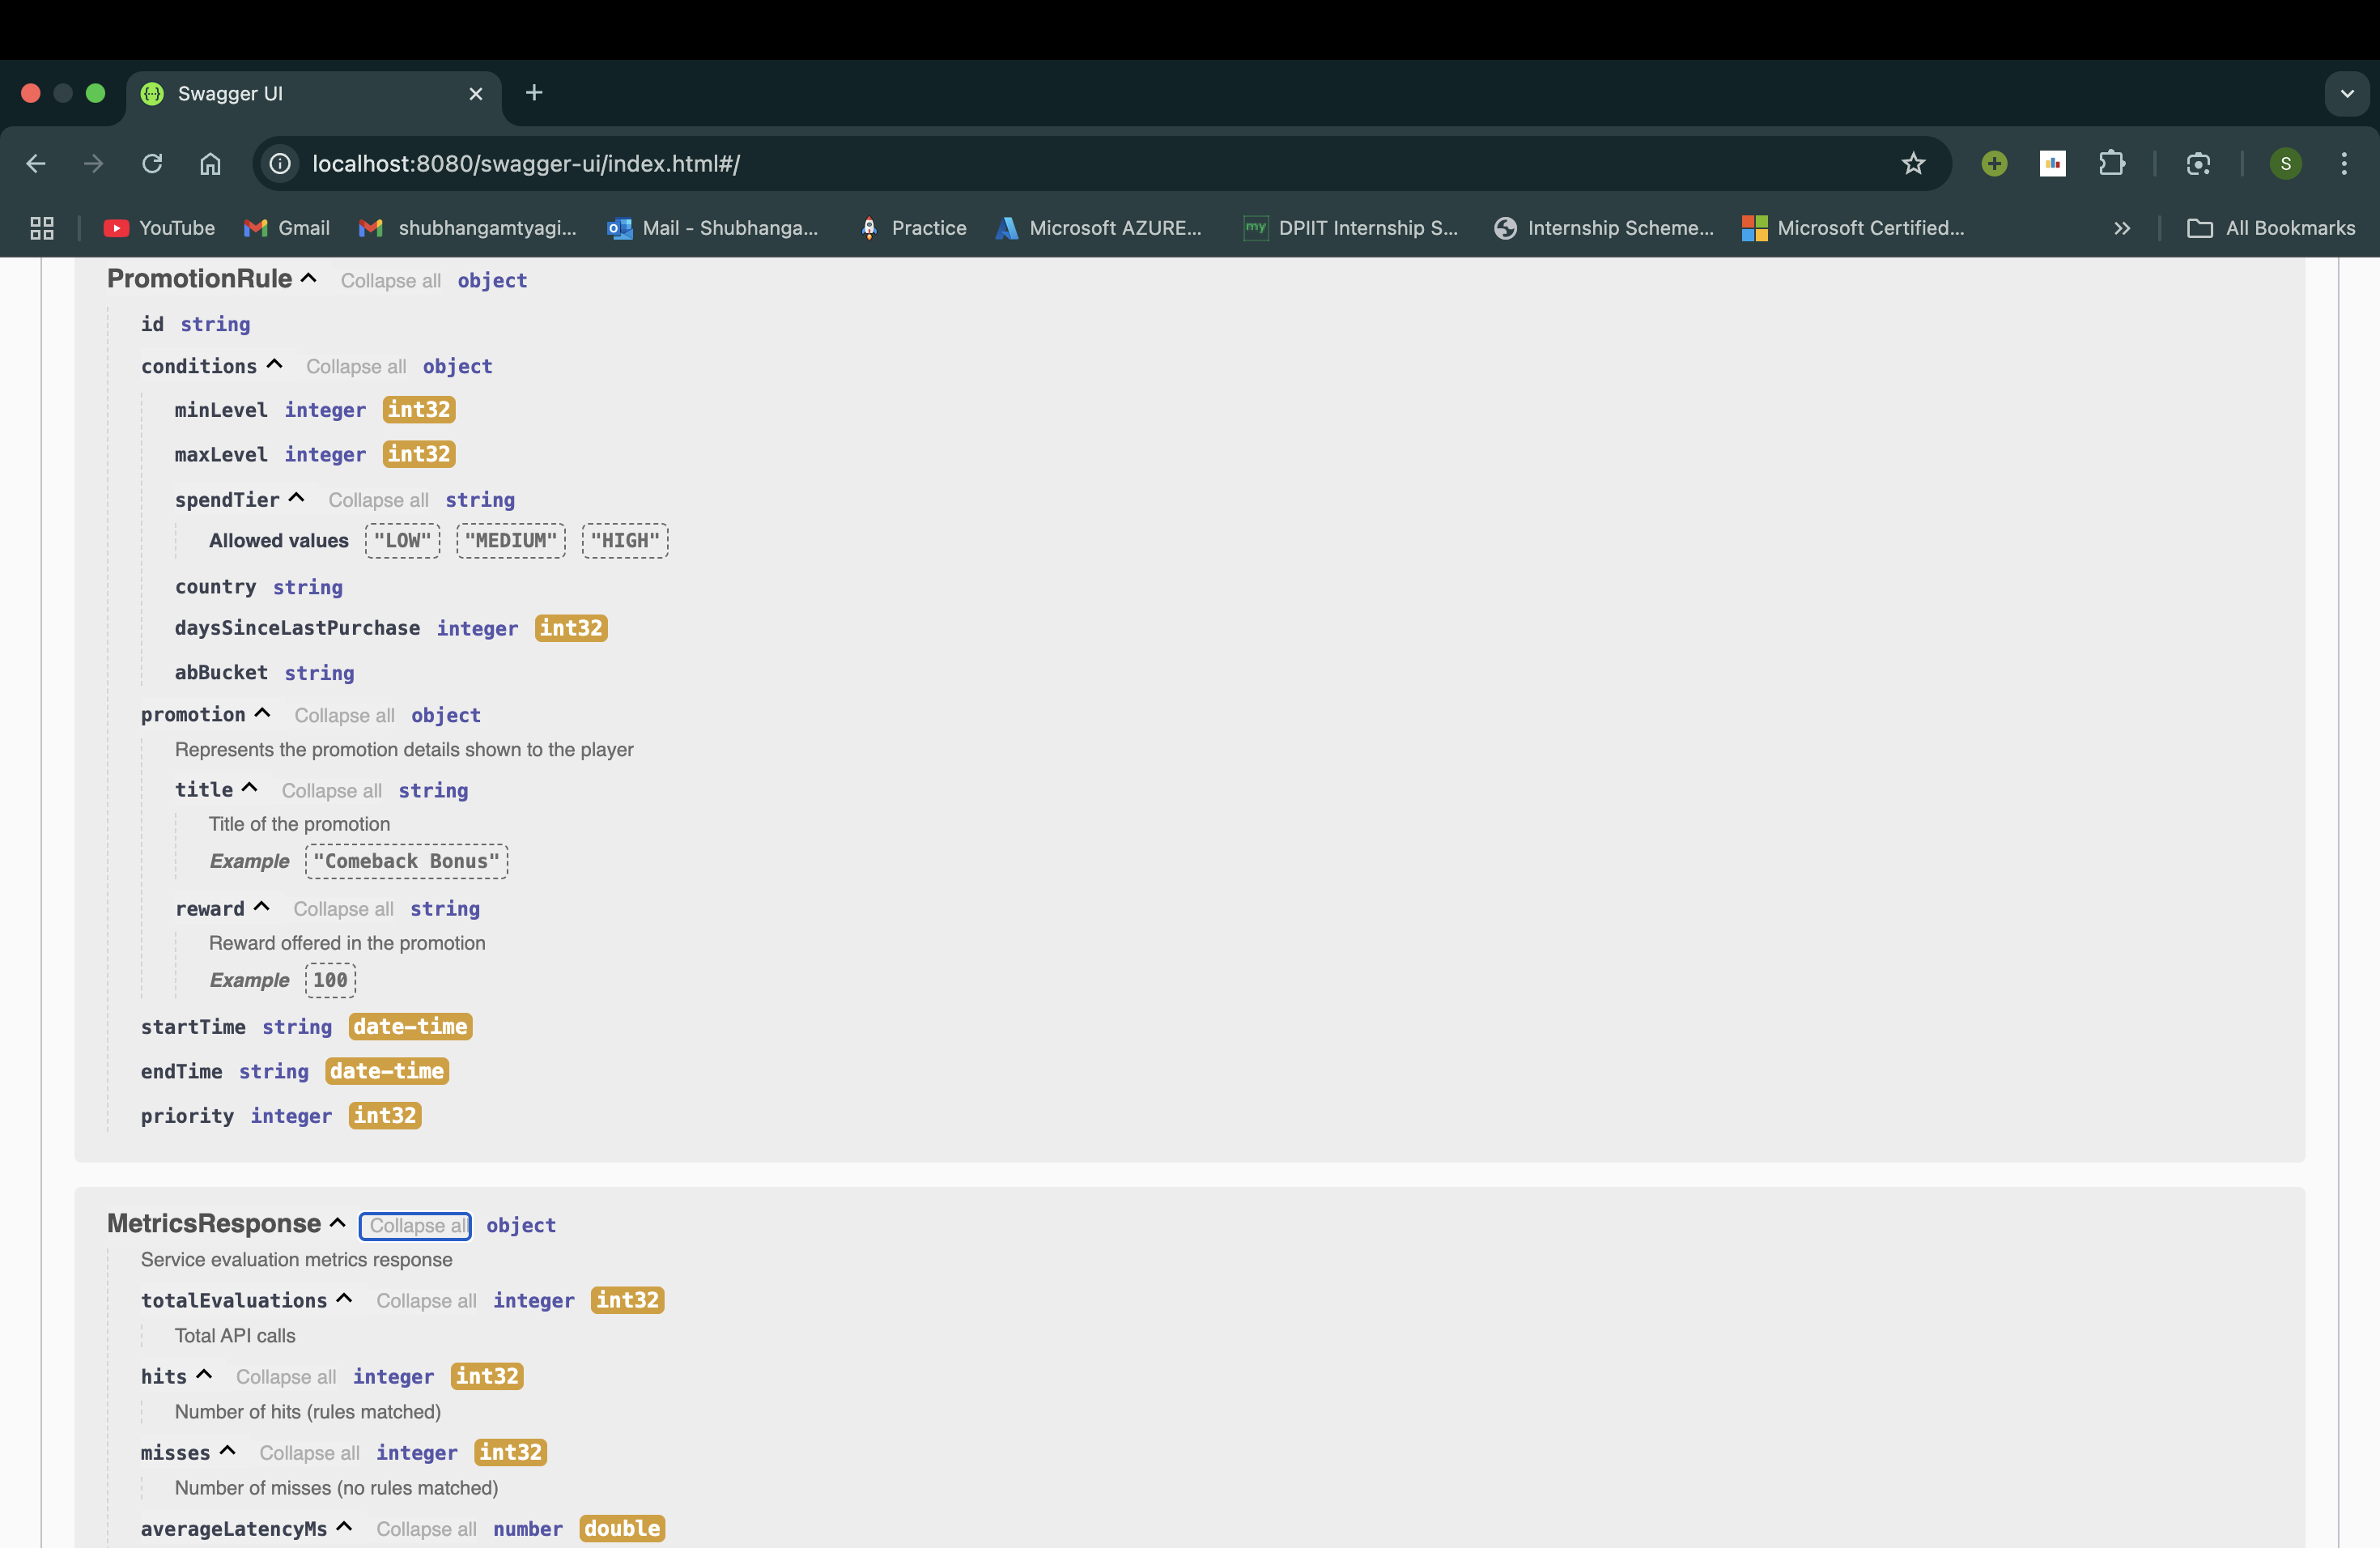 Swagger UI
localhost:8080/swagger-ui/index.html#/
S
YouTube Gmail shubhangamtyagi... Mail - Shubhanga... Practice Microsoft AZURE... my DPIIT Internship S... Internship Scheme... Microsoft Certified... All Bookmarks
PromotionRule Collapse all object
id string
conditions Collapse all object
minLevel integer int32
maxLevel integer int32
spendTier Collapse all string
Allowed values "LOW" "MEDIUM" "HIGH"
country string
daysSinceLastPurchase integer int32
abBucket string
promotion Collapse all object
Represents the promotion details shown to the player
title Collapse all string
Title of the promotion
Example "Comeback Bonus"
reward Collapse all string
Reward offered in the promotion
Example 100
startTime string date-time
endTime string date-time
priority integer int32
MetricsResponse Collapse all object
Service evaluation metrics response
totalEvaluations Collapse all integer int32
Total API calls
hits Collapse all integer int32
Number of hits (rules matched)
misses Collapse all integer int32
Number of misses (no rules matched)
averageLatencyMs Collapse all number double